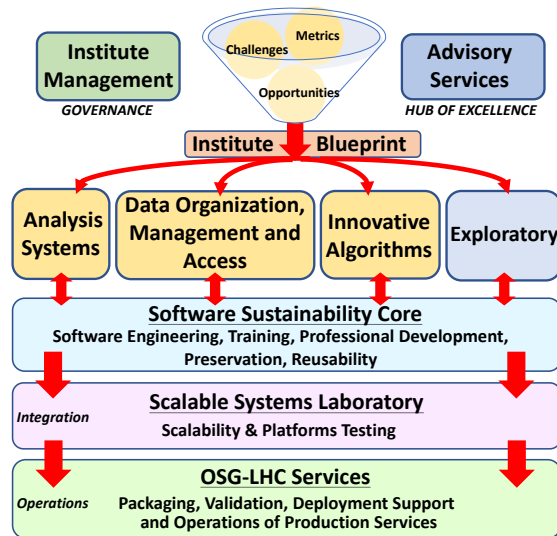 Institute
Management
GOVERNANCE
Metrics
Challenges
Opportunities
Advisory
Services
HUB OF EXCELLENCE
Institute Blueprint
Analysis
Systems
Data Organization,
Management and
Access
Innovative
Algorithms
Exploratory
Software Sustainability Core
Software Engineering, Training, Professional Development,
Preservation, Reusability
Scalable Systems Laboratory
Integration
Scalability & Platforms Testing
OSG-LHC Services
Operations
Packaging, Validation, Deployment Support
and Operations of Production Services